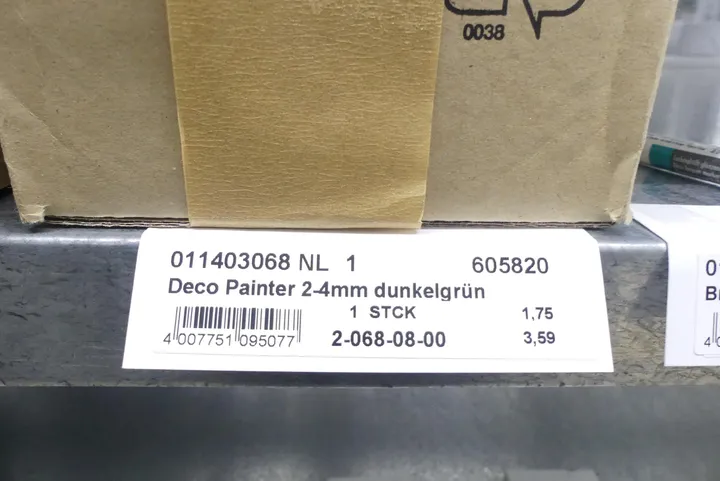 0038
011403068 NL 1 605820
Deco Painter 2-4mm dunkelgrün
1 STCK 1,75
4 007751 095077 2-068-08-00 3,59